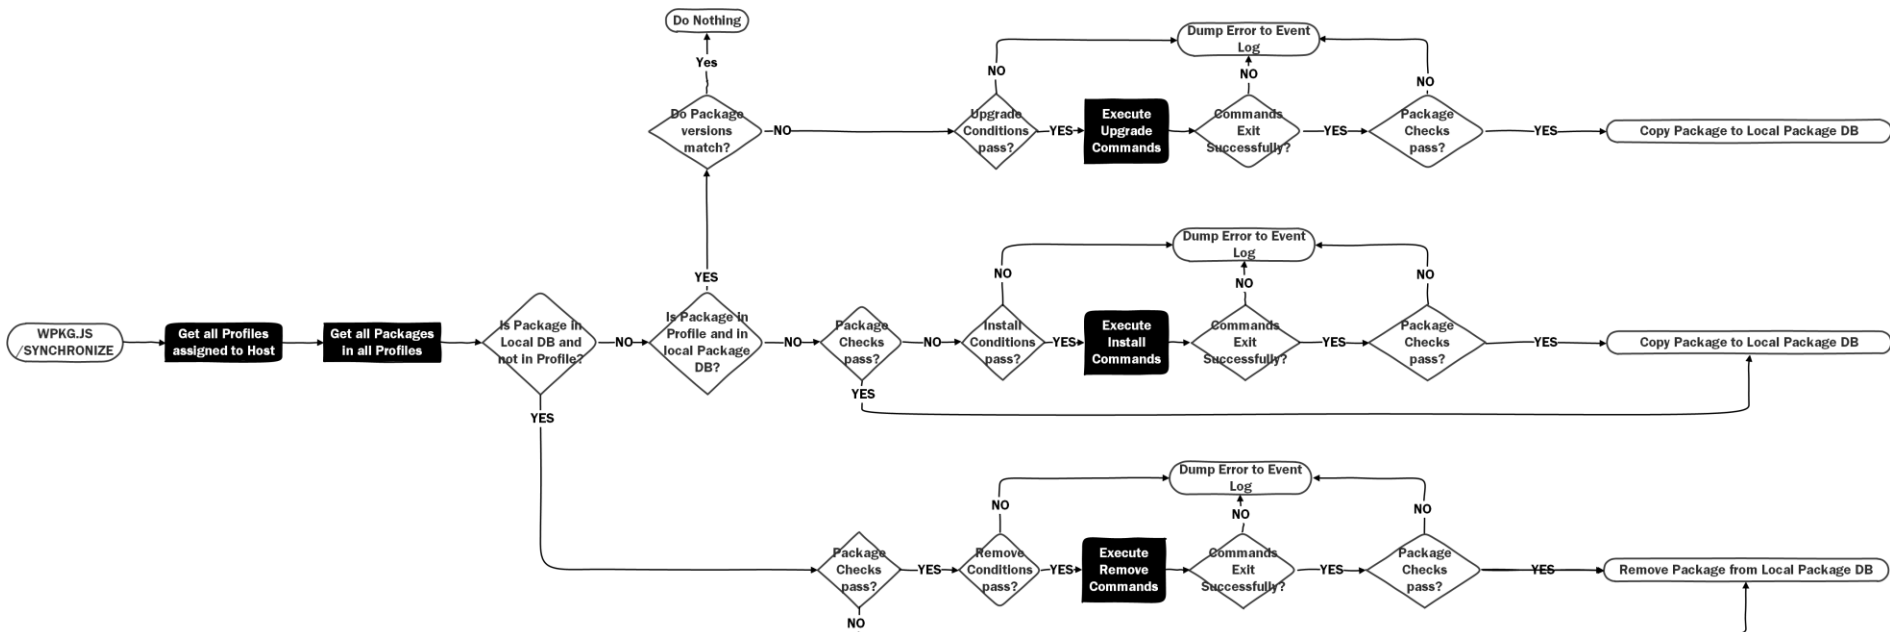 Do Nothing
Yes
Do Package
versions
match?
NO
Upgrade
Conditions
pass?
NO
YES
Execute
Upgrade
Commands
Dump Error to Event
Log
NO
Commands
Exit
Successfully?
YES
NO
Package
Checks
pass?
YES
Copy Package to Local Package DB
YES
WPKG.JS
/SYNCHRONIZE
Get all Profiles
assigned to Host
Get all Packages
in all Profiles
Is Package in
Local DB and
not in Profile?
NO
Is Package in
Profile and in
local Package
DB?
NO
Package
Checks
pass?
NO
YES
Install
Conditions
pass?
NO
YES
Execute
Install
Commands
Dump Error to Event
Log
NO
Commands
Exit
Successfully?
YES
NO
Package
Checks
pass?
YES
Copy Package to Local Package DB
YES
Package
Checks
pass?
YES
NO
Remove
Conditions
pass?
NO
YES
Execute
Remove
Commands
Dump Error to Event
Log
NO
Commands
Exit
Successfully?
YES
NO
Package
Checks
pass?
YES
Remove Package from Local Package DB